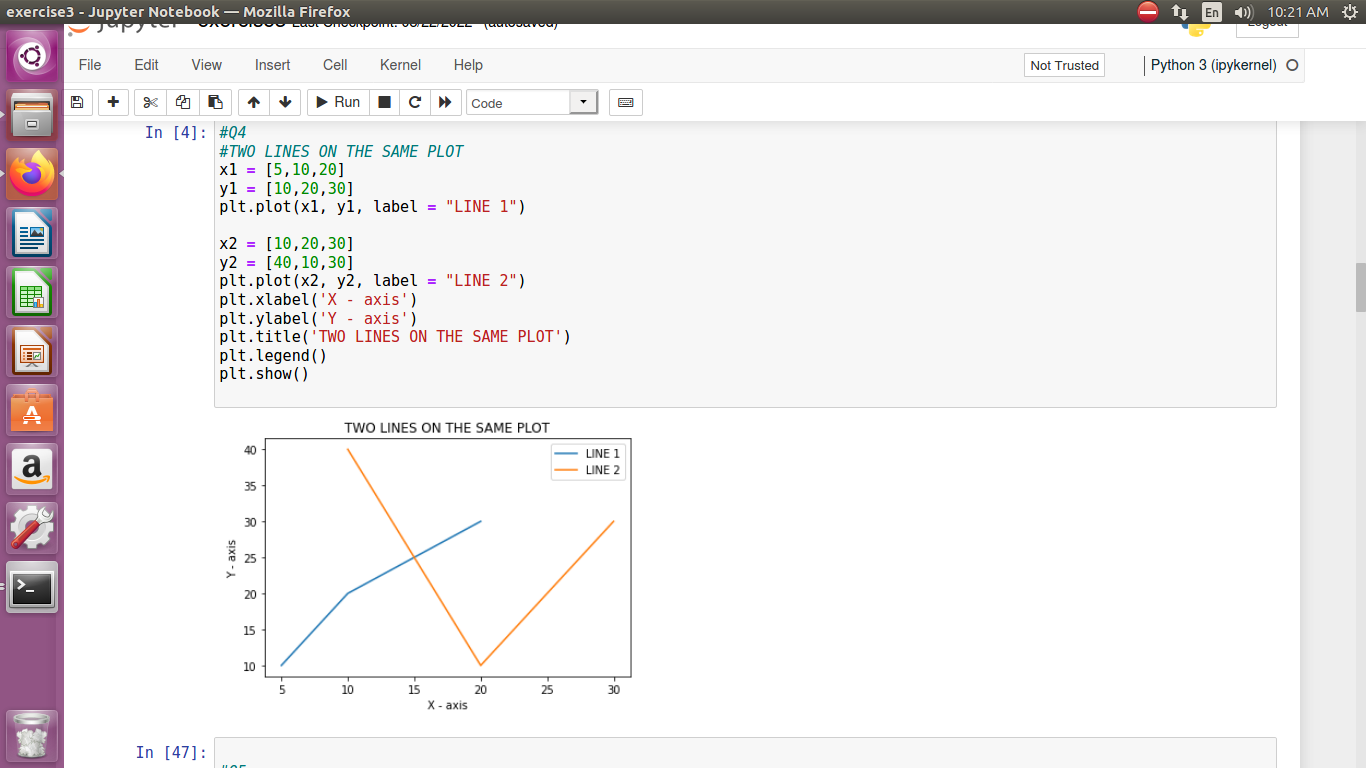 exercise3 - Jupyter Notebook — Mozilla Firefox
En
10:21 AM
jupyter
Last Checkpoint: 08/22/2022 (autosaved)
Logout
File Edit View Insert Cell Kernel Help
Not Trusted
Python 3 (ipykernel)
Run
Code
In [4]:
#Q4
#TWO LINES ON THE SAME PLOT
x1 = [5,10,20]
y1 = [10,20,30]
plt.plot(x1, y1, label = "LINE 1")
x2 = [10,20,30]
y2 = [40,10,30]
plt.plot(x2, y2, label = "LINE 2")
plt.xlabel('X - axis')
plt.ylabel('Y - axis')
plt.title('TWO LINES ON THE SAME PLOT')
plt.legend()
plt.show()
TWO LINES ON THE SAME PLOT
LINE 1
LINE 2
40
35
30
25
20
15
10
Y - axis
5 10 15 20 25 30
X - axis
In [47]:
#Q5